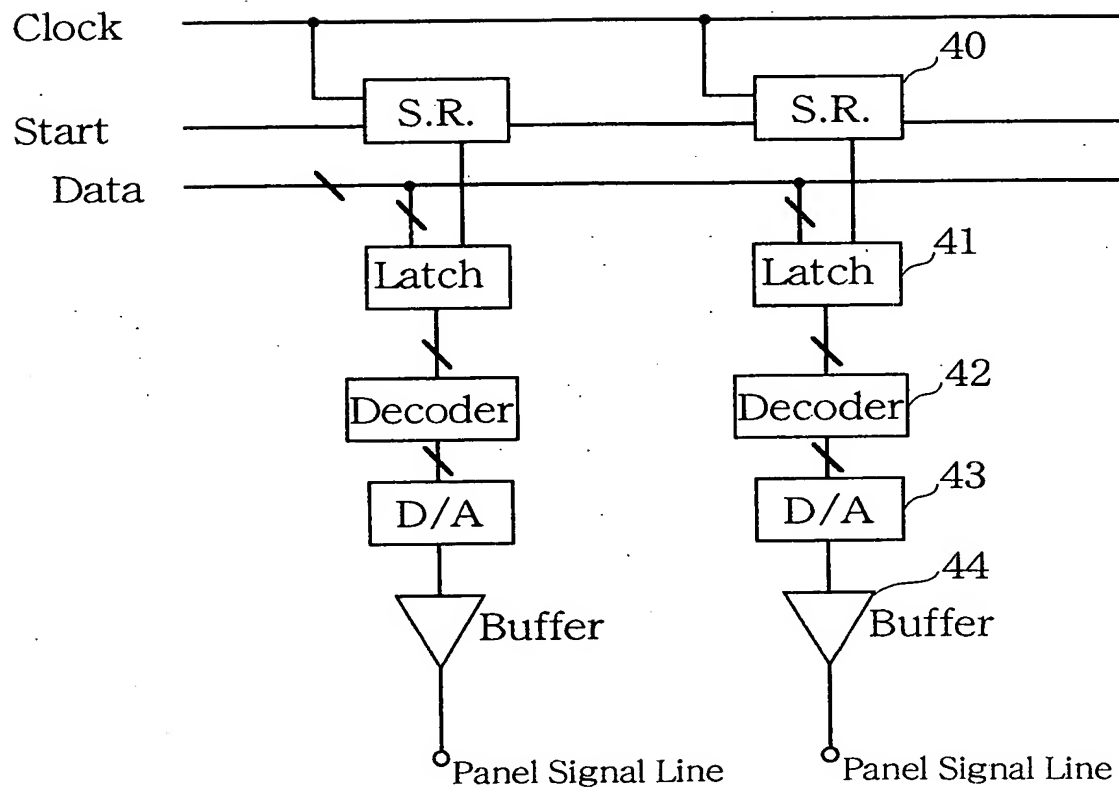 Clock
40
S.R.
S.R.
Start
Data
41
Latch
Latch
42
Decoder
Decoder
43
D/A
D/A
44
Buffer
Buffer
Panel Signal Line
Panel Signal Line